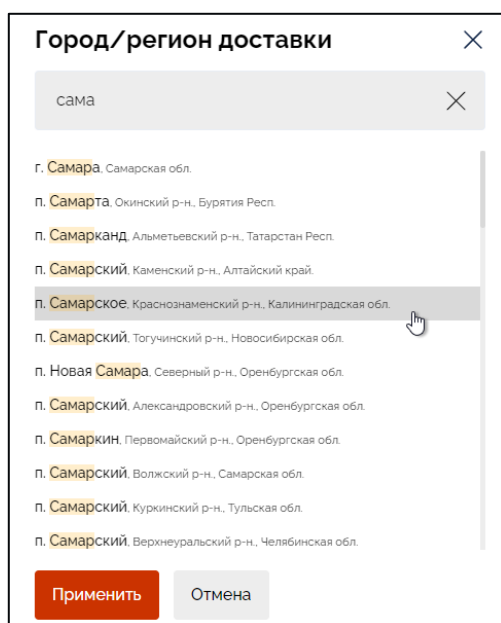 Город/регион доставки
сама
г. Самара, Самарская обл.
п. Самарта, Окинский р-н., Бурятия Респ.
п. Самарканд, Альметьевский р-н., Татарстан Респ.
п. Самарский, Каменский р-н., Алтайский край.
п. Самарское, Краснознаменский р-н., Калининградская обл.
п. Самарский, Тогучинский р-н., Новосибирская обл.
п. Новая Самара, Северный р-н., Оренбургская обл.
п. Самарский, Александровский р-н., Оренбургская обл.
п. Самаркин, Первомайский р-н., Оренбургская обл.
п. Самарский, Волжский р-н., Самарская обл.
п. Самарский, Куркинский р-н., Тульская обл.
п. Самарский, Верхнеуральский р-н., Челябинская обл.
Применить Отмена